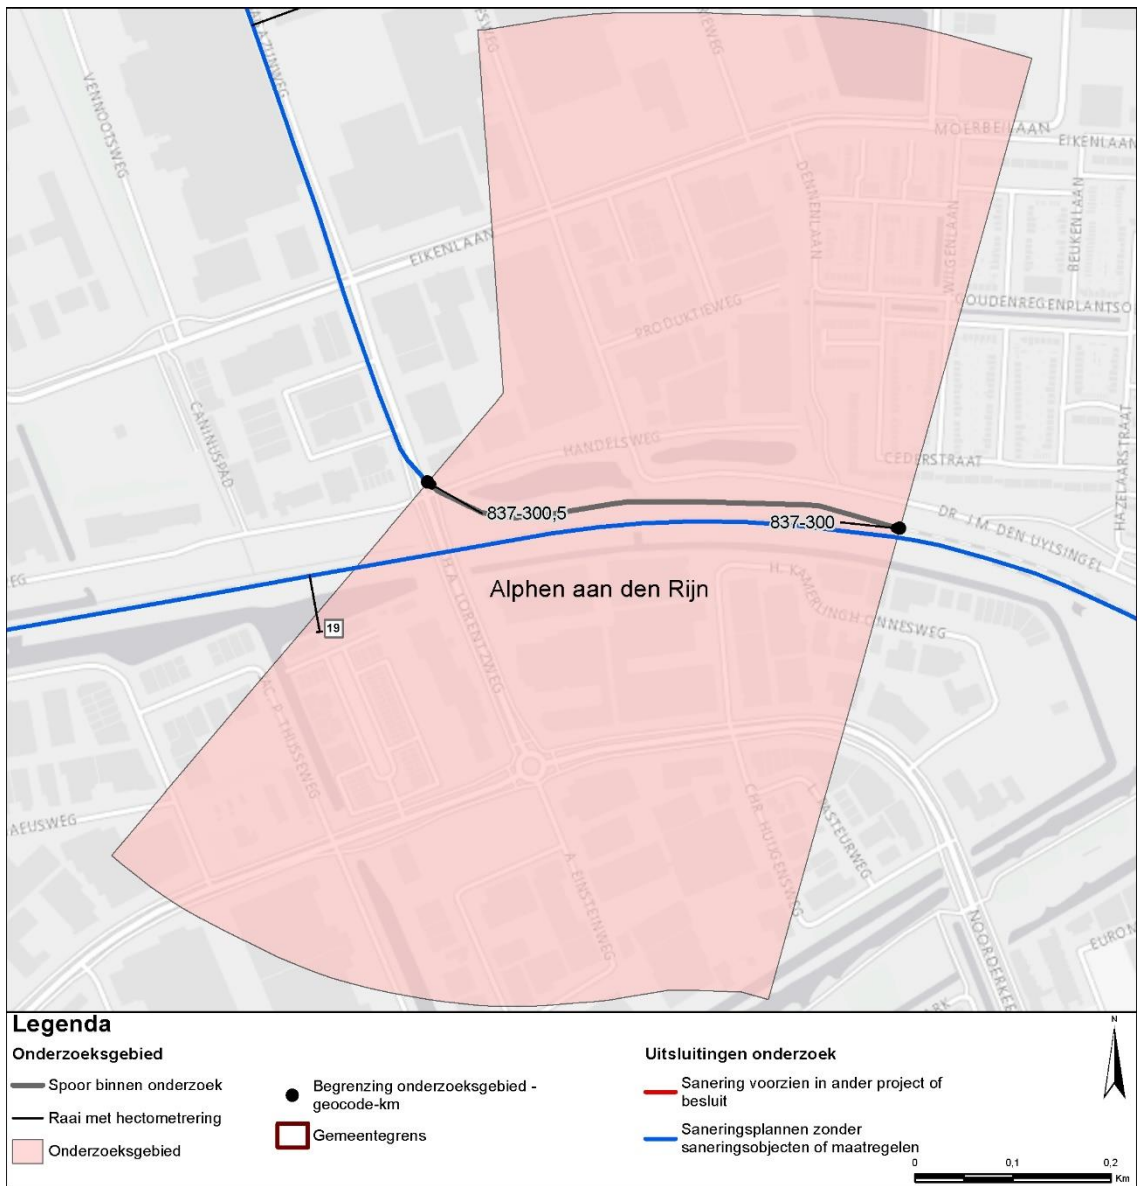 PALAZIJNWEG
VENNOOTSWEG
MOERBEILAAN
EIKENLAAN
DENNENLAAN
WILGENLAAN
BEUKENLAAN
EIKENLAAN
PRODUKTIEWEG
GOUDENREGENPLANTSO
CANINUSPAD
HANDELSWEG
CEDERSTRAAT
HAZELAARSTRAAT
837-300,5
837-300
DR. J.M. DEN UYLSINGEL
Alphen aan den Rijn
H. KAMERLINGH ONNESWEG
19
H.A. LORENTZWEG
JAC. P. THIJSSEWEG
AEUSWEG
CHR. HUIJGENSWEG
L. PASTEURWEG
A. EINSTEINWEG
NOORDERKEE
Legenda
Onderzoeksgebied
Spoor binnen onderzoek
Raai met hectometrering
Onderzoeksgebied
Begrenzing onderzoeksgebied -
geocode-km
Gemeentegrens
Uitsluitingen onderzoek
Sanering voorzien in ander project of
besluit
Saneringsplannen zonder
saneringsobjecten of maatregelen
N
0 0,1 0,2
Km